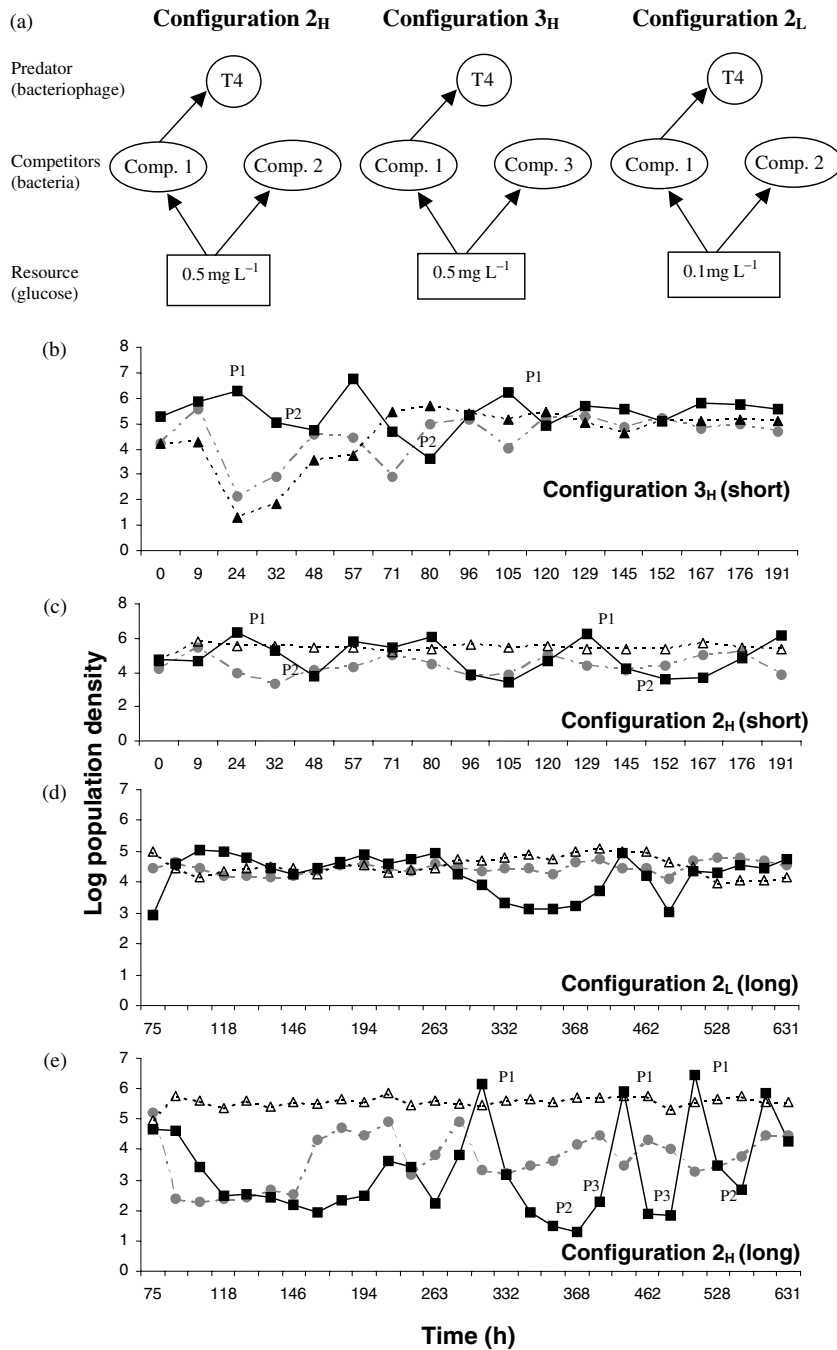 (a)
Configuration 2H Configuration 3H Configuration 2L
Predator
(bacteriophage)
T4 T4 T4
Competitors
(bacteria)
Comp. 1 Comp. 2 Comp. 1 Comp. 3 Comp. 1 Comp. 2
Resource
(glucose)
0.5 mg L⁻¹ 0.5 mg L⁻¹ 0.1mg L⁻¹
(b)
8
7
6
5
4
3
2
1
0
P1
P2
P2
P1
Configuration 3H (short)
0 9 24 32 48 57 71 80 96 105 120 129 145 152 167 176 191
(c)
8
6
4
2
0
P1
P2
P1
P2
Configuration 2H (short)
0 9 24 32 48 57 71 80 96 105 120 129 145 152 167 176 191
Log population density
(d)
7
6
5
4
3
2
1
0
Configuration 2L (long)
75 118 146 194 263 332 368 462 528 631
(e)
7
6
5
4
3
2
1
0
P1
P2
P3
P1
P3
P1
P2
Configuration 2H (long)
75 118 146 194 263 332 368 462 528 631
Time (h)